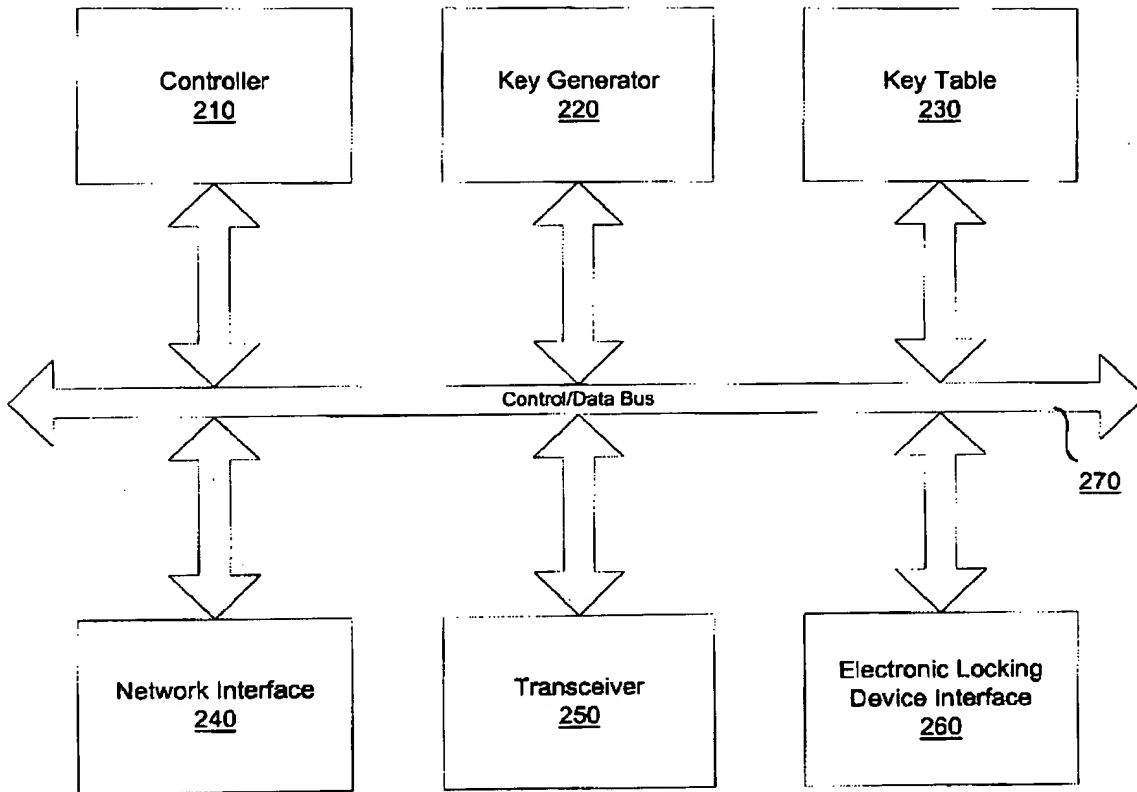 Controller
210
Key Generator
220
Key Table
230
Control/Data Bus
270
Network Interface
240
Transceiver
250
Electronic Locking
Device Interface
260